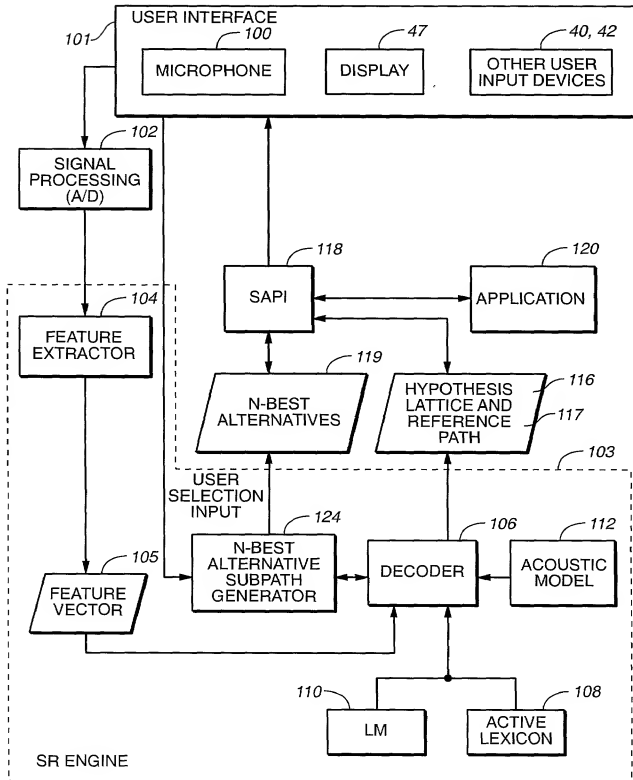 USER INTERFACE
101
100
MICROPHONE
47
DISPLAY
40, 42
OTHER USER
INPUT DEVICES
102
SIGNAL
PROCESSING
(A/D)
118
SAPI
120
APPLICATION
104
FEATURE
EXTRACTOR
119
N-BEST
ALTERNATIVES
HYPOTHESIS
LATTICE AND
REFERENCE
PATH
116
117
103
USER
SELECTION
INPUT
124
N-BEST
ALTERNATIVE
SUBPATH
GENERATOR
106
DECODER
112
ACOUSTIC
MODEL
105
FEATURE
VECTOR
110
LM
108
ACTIVE
LEXICON
SR ENGINE